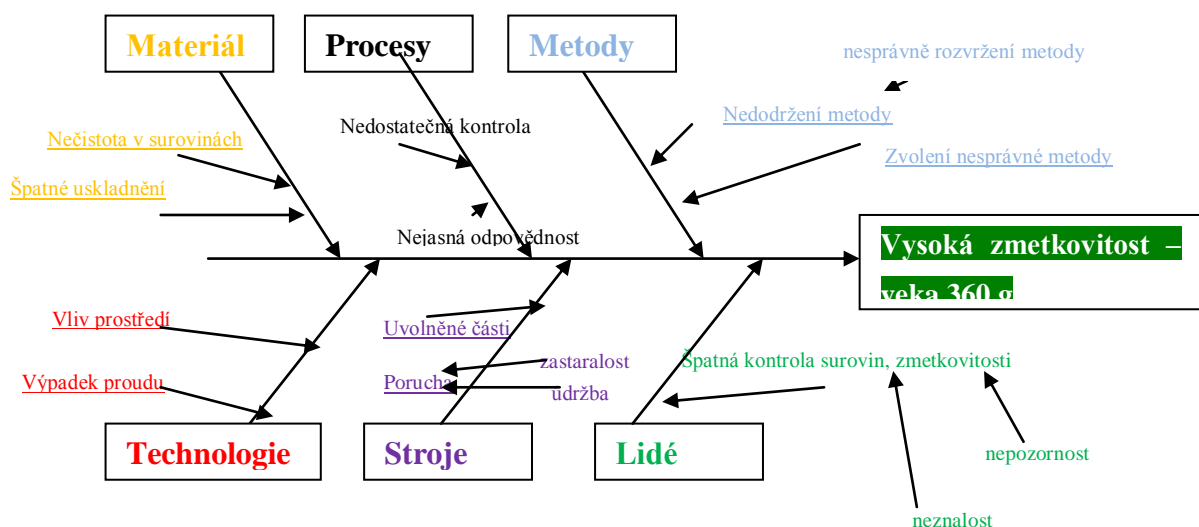 Materiál
Procesy
Metody
nesprávně rozvržení metody
Nedodržení metody
Nedostatečná kontrola
Nečistota v surovinách
Zvolení nesprávné metody
Špatné uskladnění
Nejasná odpovědnost
Vysoká zmetkovitost –
veka 360 g
Vliv prostředí
Uvolněné části
zastaralost
Špatná kontrola surovin, zmetkovitosti
Výpadek proudu
Porucha
údržba
Technologie
Stroje
Lidé
nepozornost
neznalost